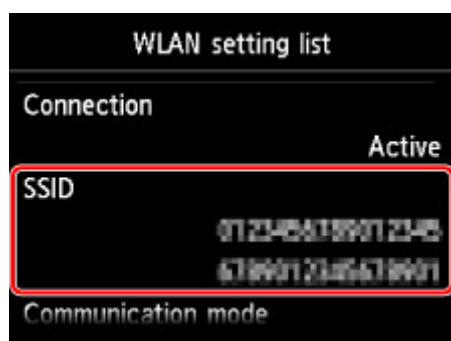 WLAN setting list
Connection
Active
SSID
Communication mode